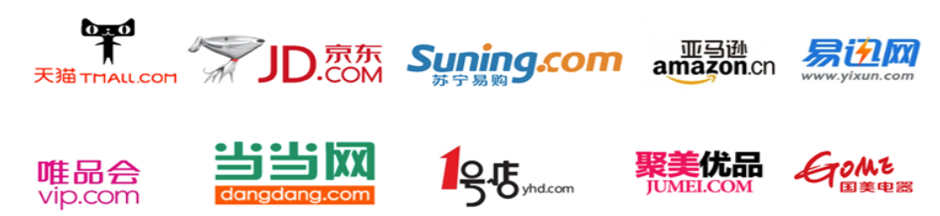 天猫 TMALL.COM
JD.京东
.COM
Suning.com
苏宁易购
亚马逊
amazon.cn
易迅网
www.yixun.com
唯品会
vip.com
当当网
dangdang.com
1号店 yhd.com
聚美优品
JUMEI.COM
GOME
国美电器